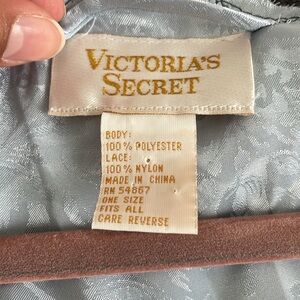 VICTORIA'S
SECRET
BODY:
100% POLYESTER
LACE:
100% NYLON
MADE IN CHINA
RN 54867
ONE SIZE
FITS ALL
CARE REVERSE